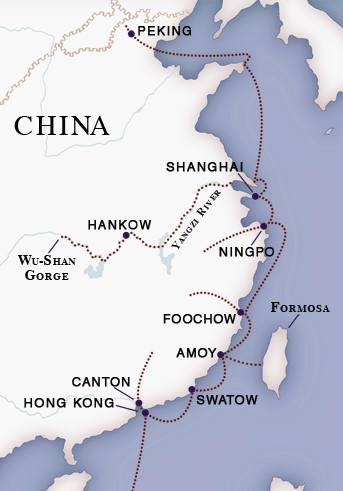 PEKING
CHINA
SHANGHAI
YANGZI RIVER
HANKOW
NINGPO
WU-SHAN
GORGE
FORMOSA
FOOCHOW
AMOY
CANTON
SWATOW
HONG KONG